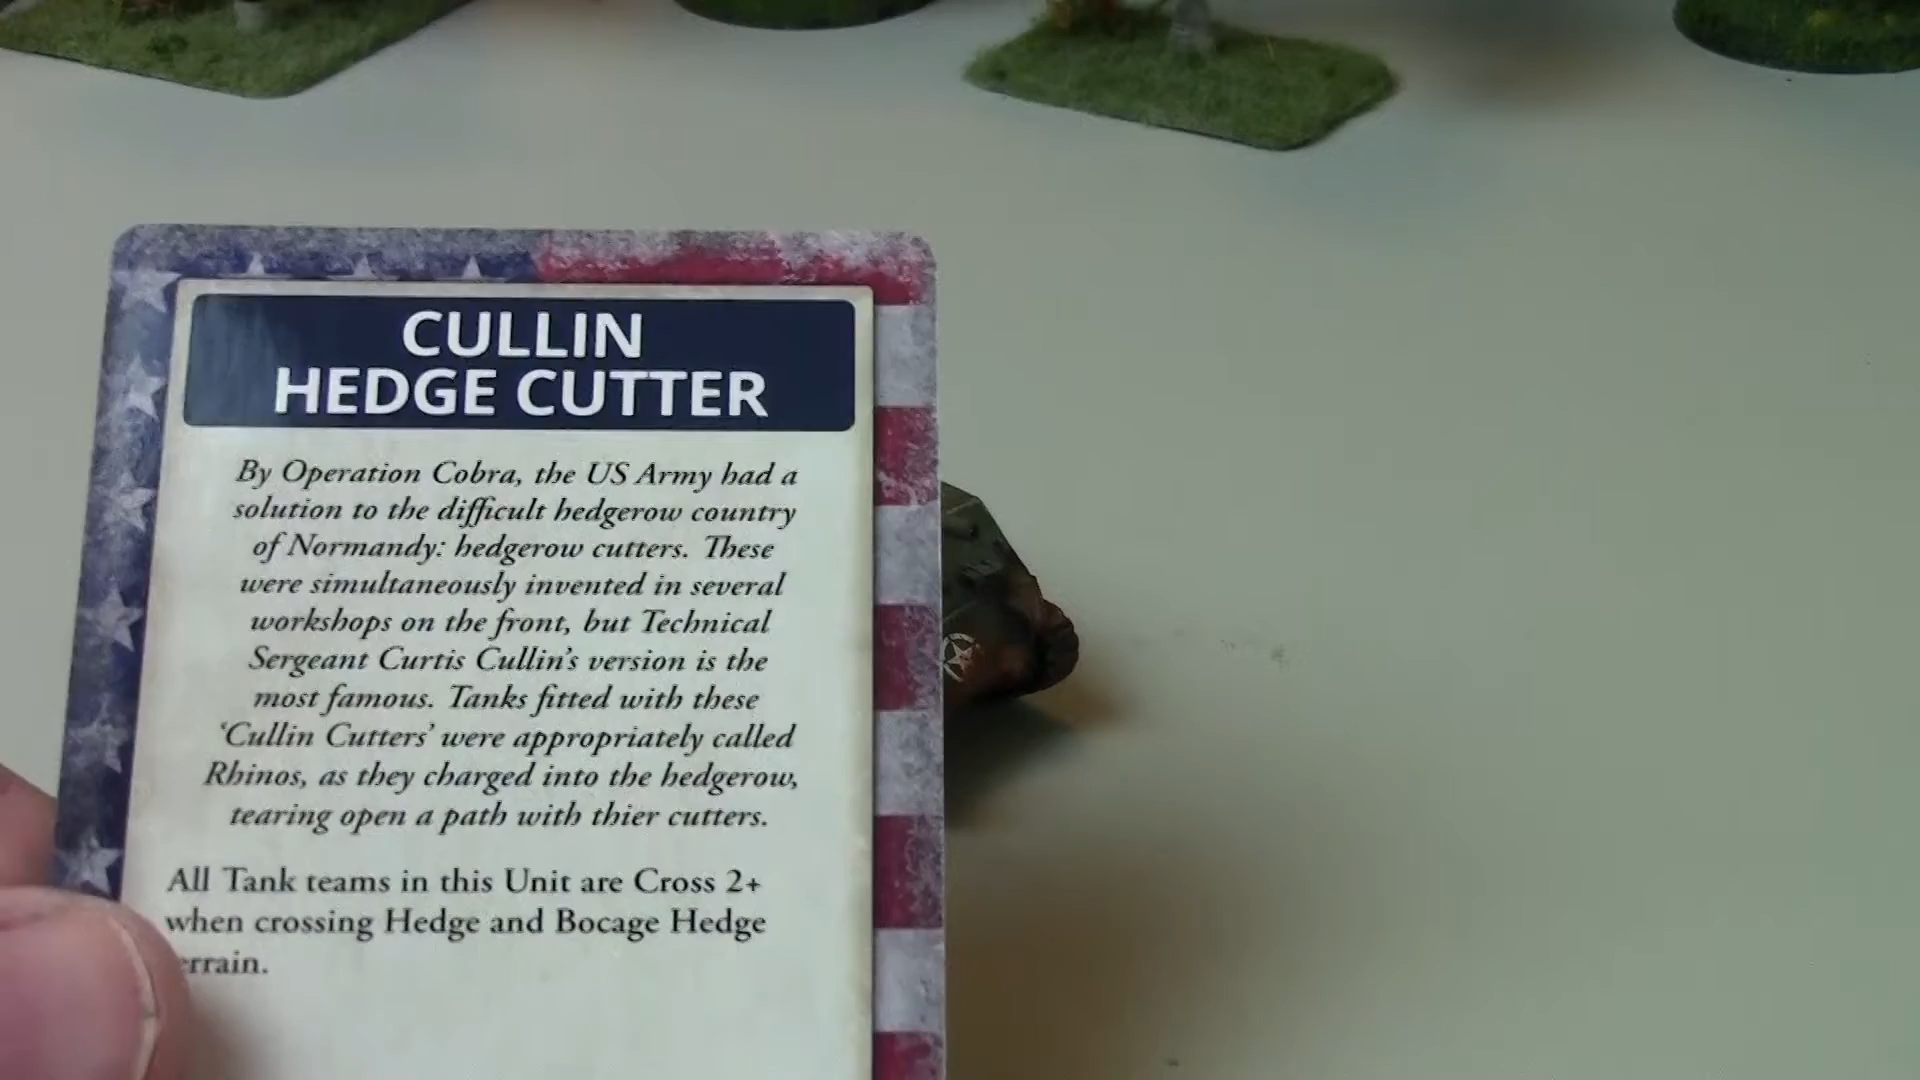 CULLIN
HEDGE CUTTER
By Operation Cobra, the US Army had a
solution to the difficult hedgerow country
of Normandy: hedgerow cutters. These
were simultaneously invented in several
workshops on the front, but Technical
Sergeant Curtis Cullin's version is the
most famous. Tanks fitted with these
'Cullin Cutters' were appropriately called
Rhinos, as they charged into the hedgerow,
tearing open a path with thier cutters.
All Tank teams in this Unit are Cross 2+
when crossing Hedge and Bocage Hedge
errain.